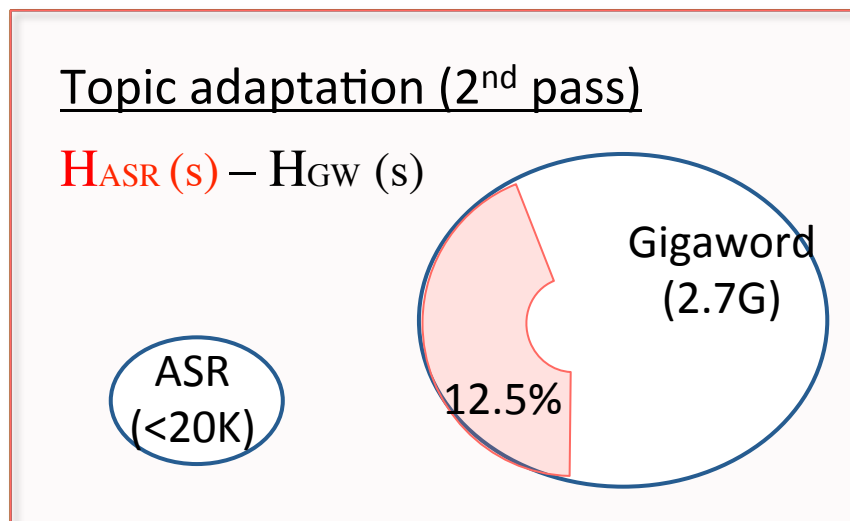 Topic adaptation (2nd pass)
HASR (s) – HGW (s)
Gigaword
(2.7G)
ASR
(<20K)
12.5%